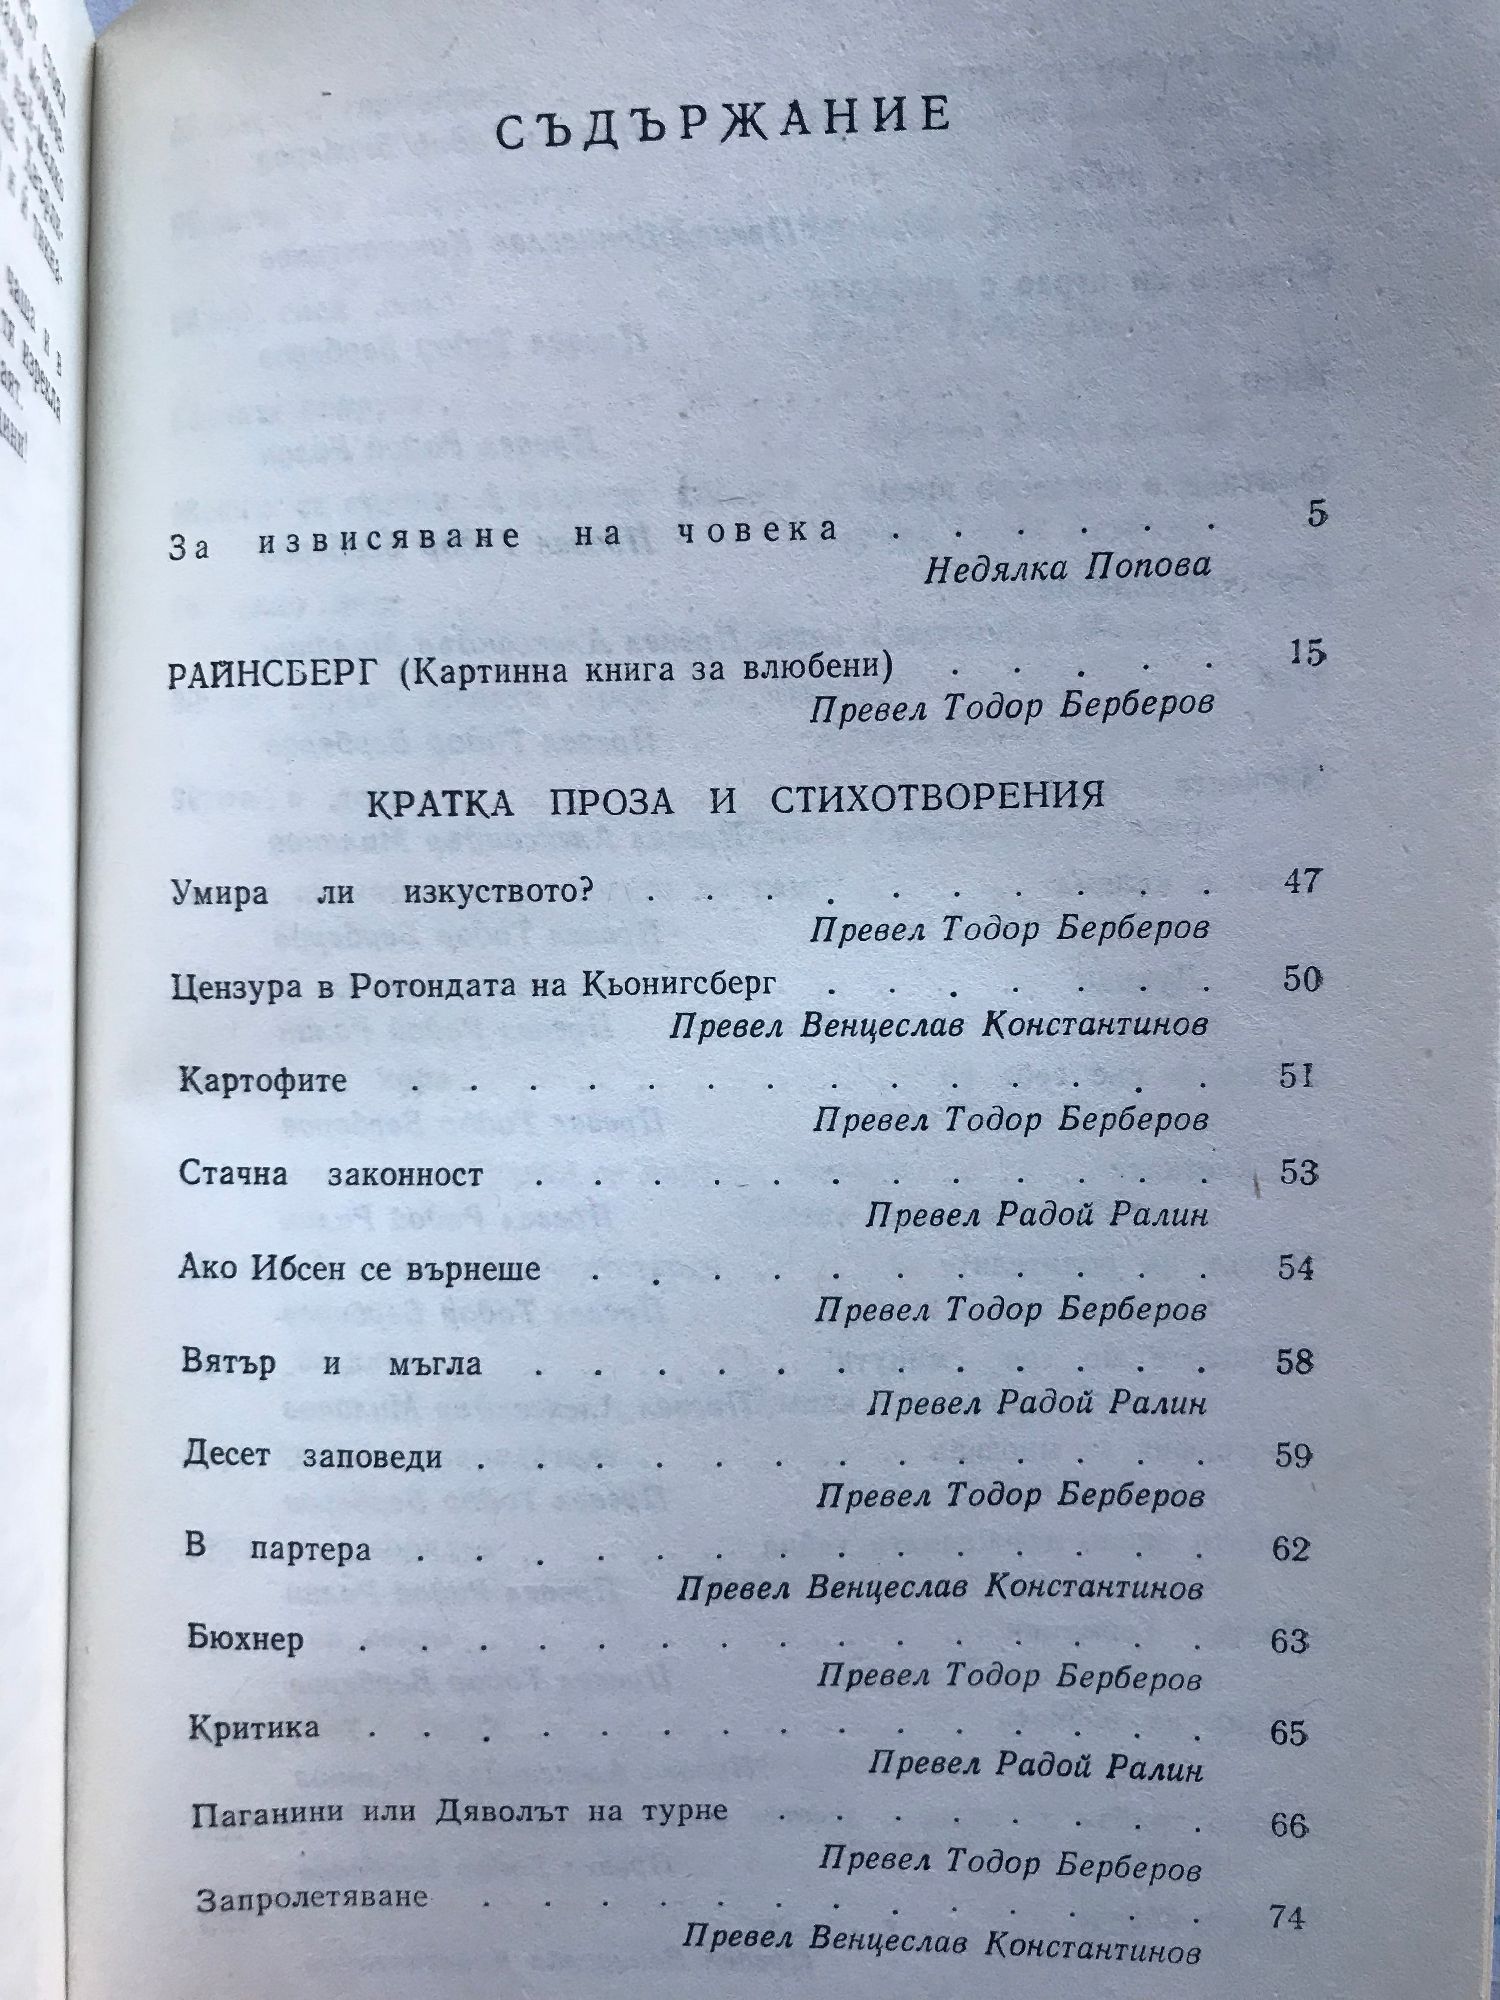 СЪДЪРЖАНИЕ
За извисяване на човека . . . . . . 5
Недялка Попова
РАЙНСБЕРГ (Картинна книга за влюбени) . . . . . 15
Превел Тодор Берберов
КРАТКА ПРОЗА И СТИХОТВОРЕНИЯ
Умира ли изкуството? . . . . . . . . . . 47
Превел Тодор Берберов
Цензура в Ротондата на Кьонигсберг . . . . . . . 50
Превел Венцеслав Константинов
Картофите . . . . . . . . . . . . . . 51
Превел Тодор Берберов
Стачна законност . . . . . . . . . . . . 53
Превел Радой Ралин
Ако Ибсен се върнеше . . . . . . . . . . . 54
Превел Тодор Берберов
Вятър и мъгла . . . . . . . . . . . . 58
Превел Радой Ралин
Десет заповеди . . . . . . . . . . . . . 59
Превел Тодор Берберов
В партера . . . . . . . . . . . . . . 62
Превел Венцеслав Константинов
Бюхнер . . . . . . . . . . . . . . . 63
Превел Тодор Берберов
Критика . . . . . . . . . . . . . . . 65
Превел Радой Ралин
Паганини или Дяволът на турне . . . . . . . . 66
Превел Тодор Берберов
Запролетяване . . . . . . . . . . . . . 74
Превел Венцеслав Константинов